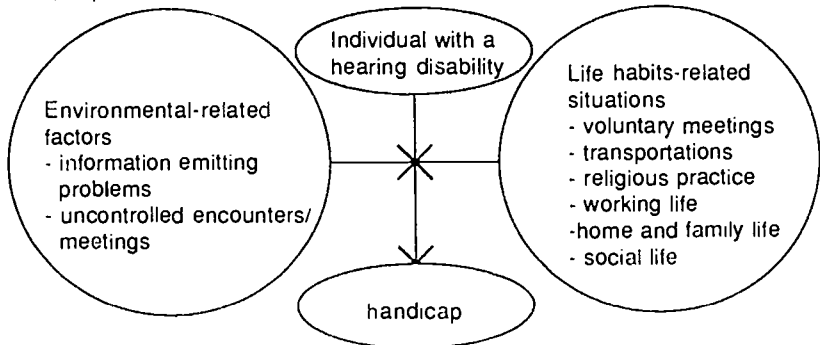 Individual with a
hearing disability
Environmental-related
factors
- information emitting
problems
- uncontrolled encounters/
meetings
Life habits-related
situations
- voluntary meetings
- transportations
- religious practice
- working life
-home and family life
- social life
handicap